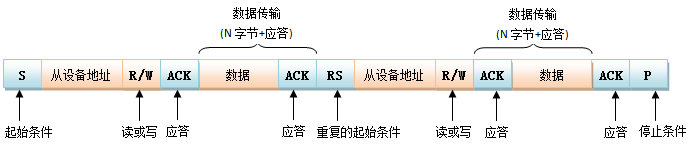 数据传输
(N 字节+应答)
数据传输
(N 字节+应答)
S 从设备地址 R/W ACK 数据 ACK RS 从设备地址 R/W ACK 数据 ACK P
起始条件 读或写 应答 应答 重复的起始条件 读或写 应答 应答 停止条件